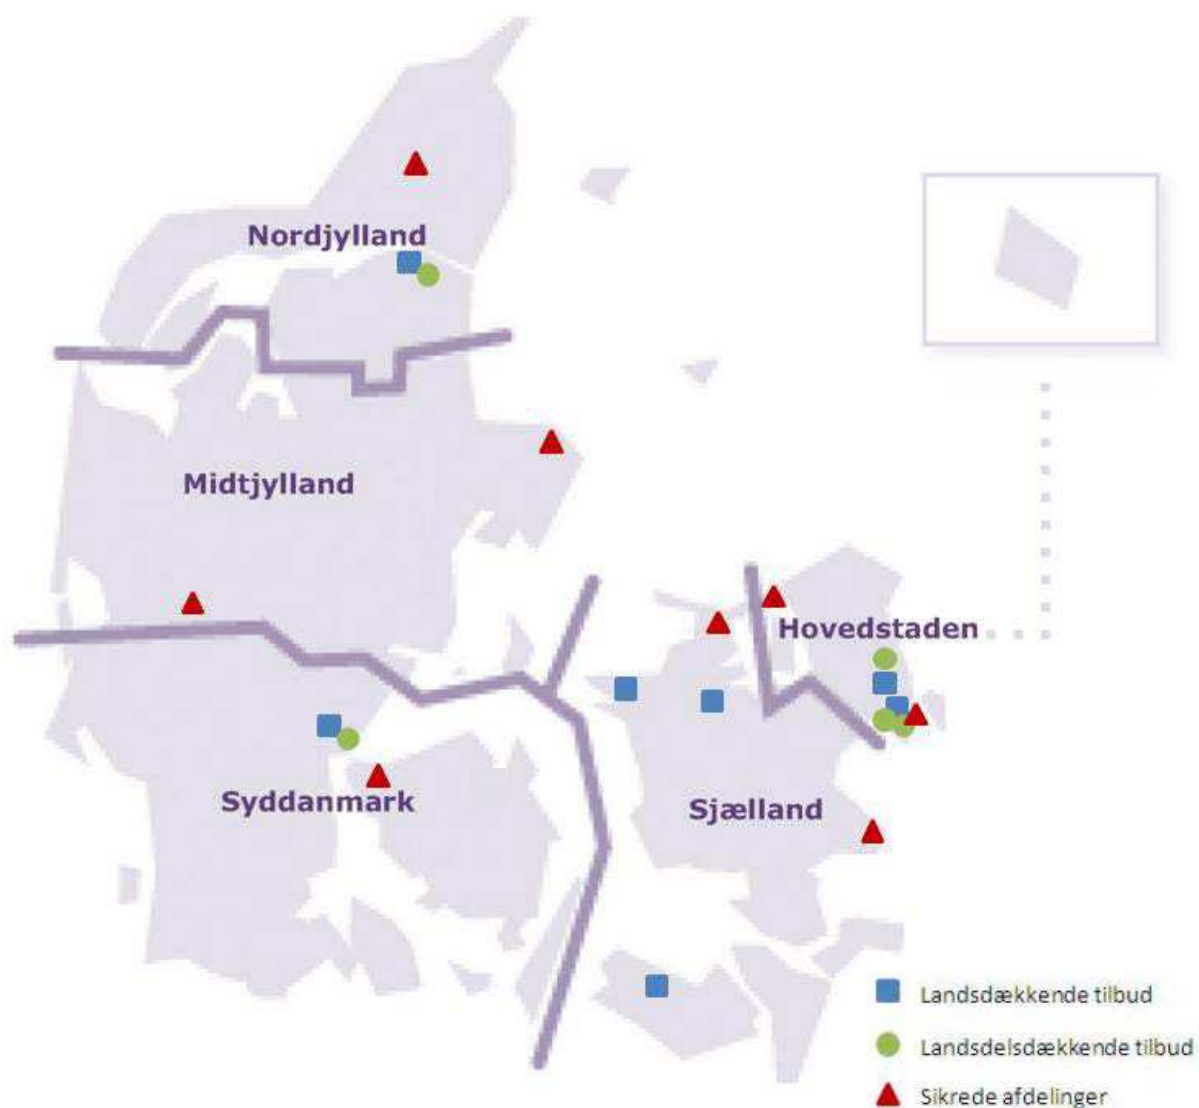 Nordjylland
Midtjylland
Hovedstaden
Syddanmark
Sjælland
Landsdækkende tilbud
Landsdelsdækkende tilbud
Sikrede afdelinger